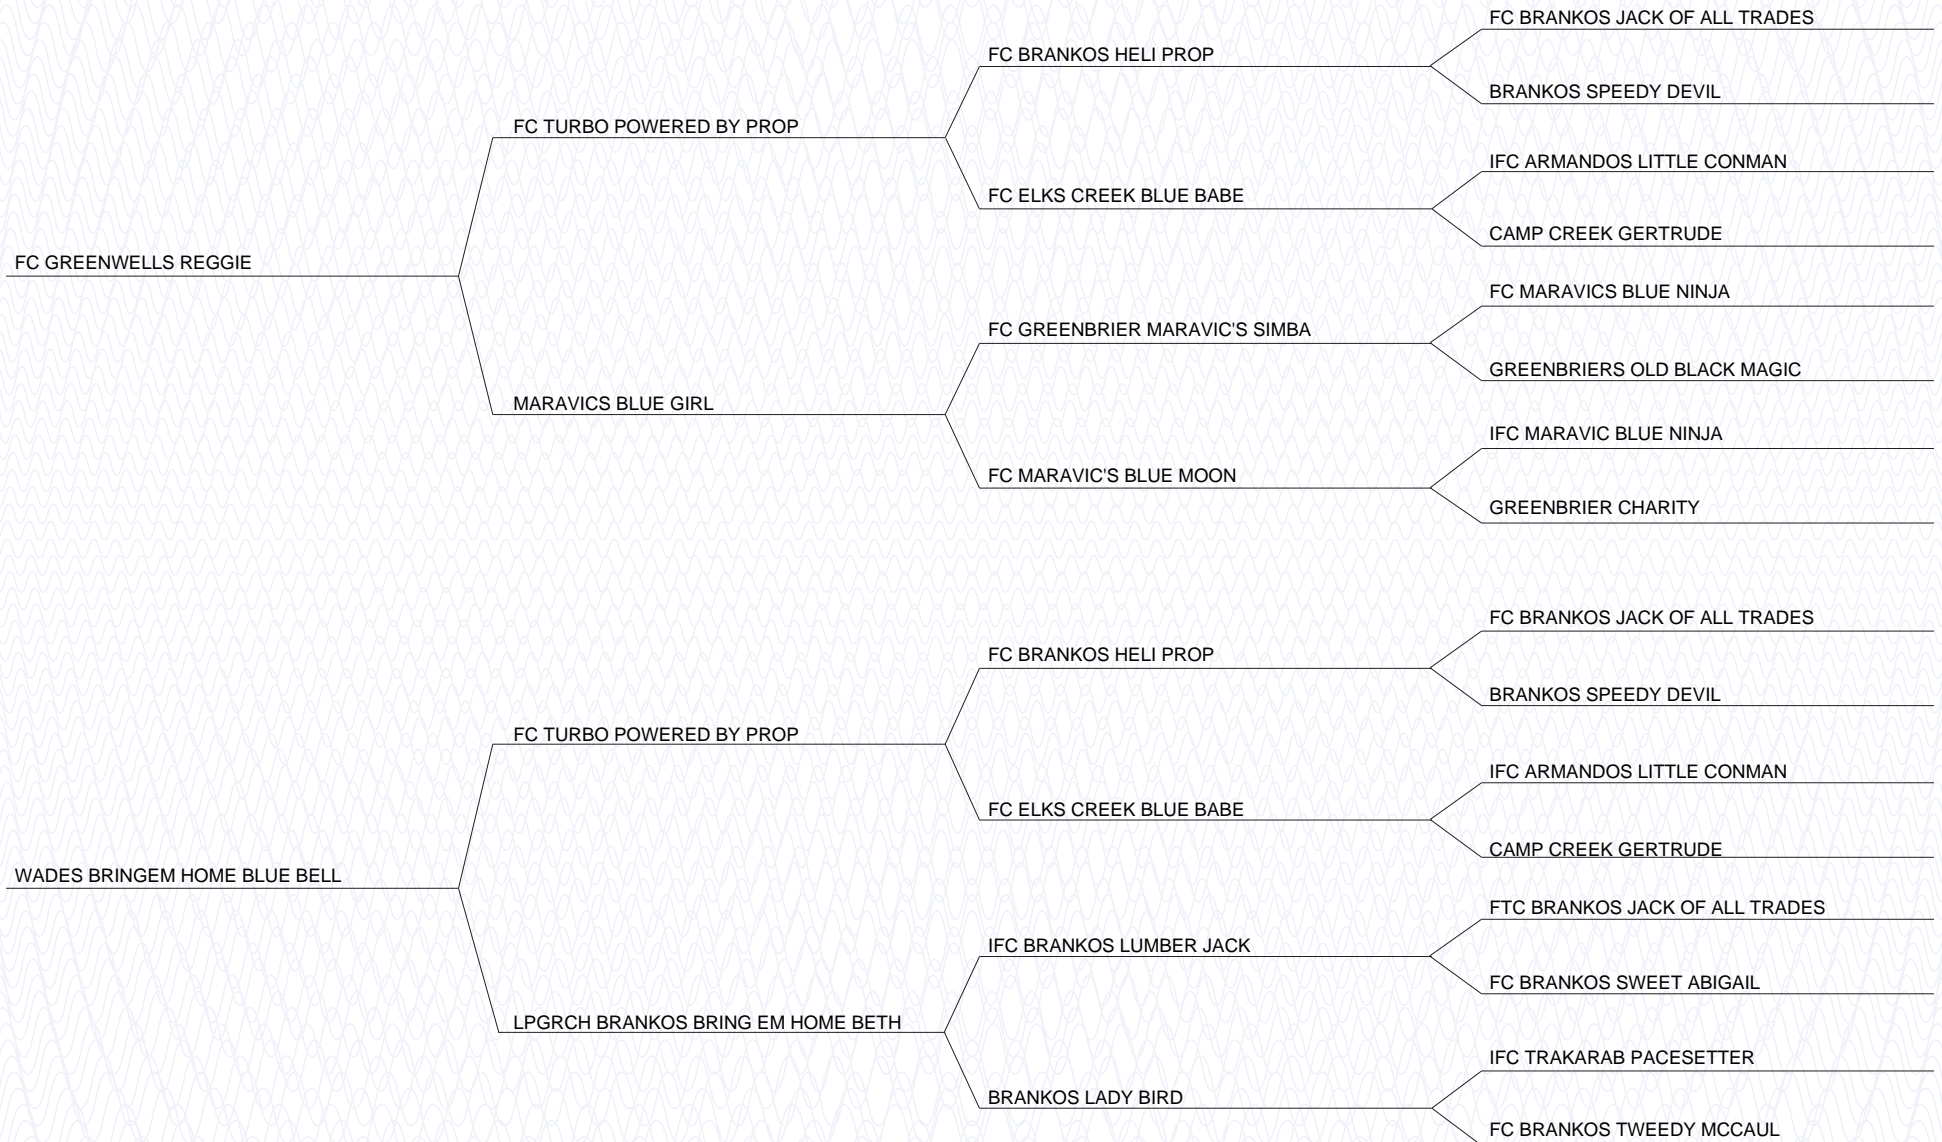 FC BRANKOS JACK OF ALL TRADES
FC BRANKOS HELI PROP
BRANKOS SPEEDY DEVIL
FC TURBO POWERED BY PROP
IFC ARMANDOS LITTLE CONMAN
FC ELKS CREEK BLUE BABE
CAMP CREEK GERTRUDE
FC GREENWELLS REGGIE
FC MARAVICS BLUE NINJA
FC GREENBRIER MARAVIC'S SIMBA
GREENBRIERS OLD BLACK MAGIC
MARAVICS BLUE GIRL
IFC MARAVIC BLUE NINJA
FC MARAVIC'S BLUE MOON
GREENBRIER CHARITY
FC BRANKOS JACK OF ALL TRADES
FC BRANKOS HELI PROP
BRANKOS SPEEDY DEVIL
FC TURBO POWERED BY PROP
IFC ARMANDOS LITTLE CONMAN
FC ELKS CREEK BLUE BABE
CAMP CREEK GERTRUDE
WADES BRINGEM HOME BLUE BELL
FTC BRANKOS JACK OF ALL TRADES
IFC BRANKOS LUMBER JACK
FC BRANKOS SWEET ABIGAIL
LPGRCH BRANKOS BRING EM HOME BETH
IFC TRAKARAB PACESETTER
BRANKOS LADY BIRD
FC BRANKOS TWEEDY MCCAUL